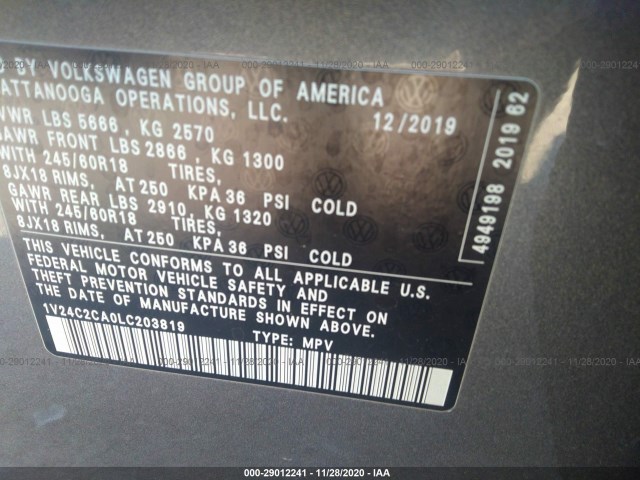 BY VOLKSWAGEN GROUP OF AMERICA
ATTANOOGA OPERATIONS, LLC.
12/2019
VWR LBS 5666, KG 2570
GAWR FRONT LBS 2866, KG 1300
WITH 245/60R18 TIRES,
8JX18 RIMS, AT 250 KPA 36 PSI COLD
GAWR REAR LBS 2910, KG 1320
WITH 245/60R18 TIRES,
8JX18 RIMS, AT 250 KPA 36 PSI COLD
THIS VEHICLE CONFORMS TO ALL APPLICABLE U.S.
FEDERAL MOTOR VEHICLE SAFETY AND
THEFT PREVENTION STANDARDS IN EFFECT ON
THE DATE OF MANUFACTURE SHOWN ABOVE.
1V24C2CA0LC203819
TYPE: MPV
4949198 2019 62
000-29012241 - 11/28/2020 - IAA